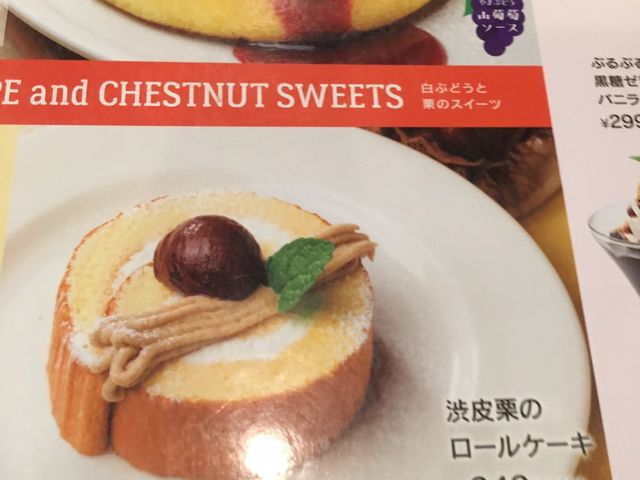 山葡萄
ソース
PE and CHESTNUT SWEETS
白ぶどうと
栗のスイーツ
ぷるぷる
黒糖ゼ
バニラ
¥299
渋皮栗の
ロールケーキ